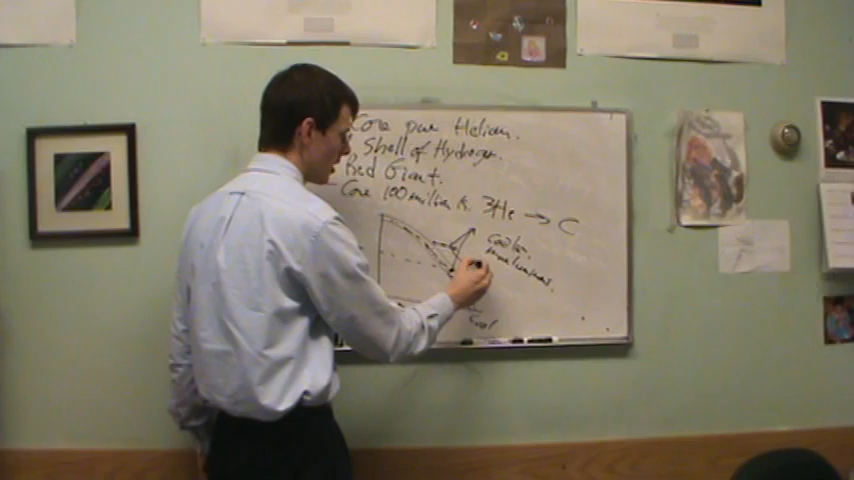 Core pure Helium.
Shell of Hydrogen.
Red Giant.
Core 100 million K. 3He → C
Cooler.
Cool